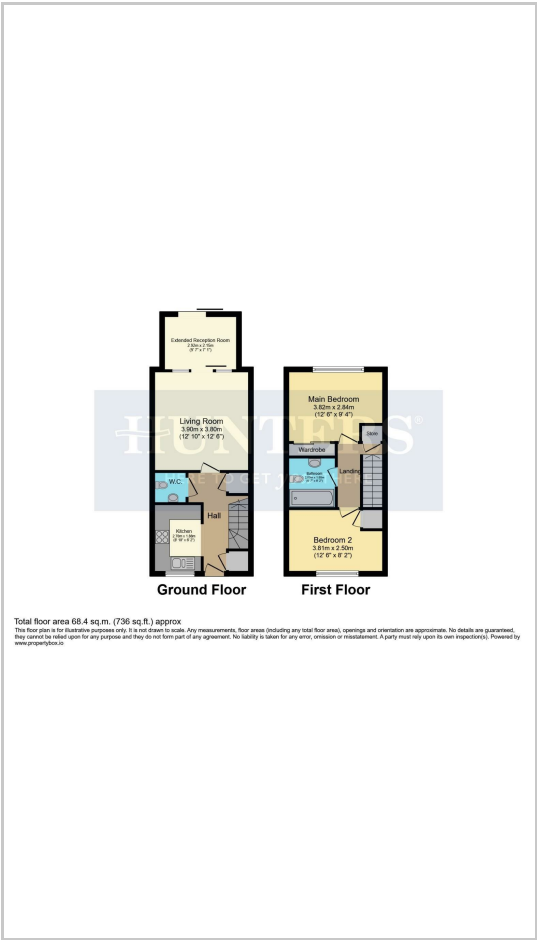 Extended Reception Room
2.92m x 2.15m
(9' 7" x 7' 1")
Living Room
3.90m x 3.80m
(12' 10" x 12' 6")
W.C.
Hall
Kitchen
Ground Floor
Main Bedroom
3.82m x 2.84m
(12' 6" x 9' 4")
Store
Wardrobe
Landing
Bathroom
Bedroom 2
3.81m x 2.50m
(12' 6" x 8' 2")
First Floor
HUNTERS®
HERE TO GET THERE
Total floor area 68.4 sq.m. (736 sq.ft.) approx
This floor plan is for illustrative purposes only. It is not drawn to scale. Any measurements, floor areas (including any total floor area), openings and orientation are approximate. No details are guaranteed,
they cannot be relied upon for any purpose and they do not form part of any agreement. No liability is taken for any error, omission or misstatement. A party must rely upon its own inspection(s). Powered by
www.propertybox.io